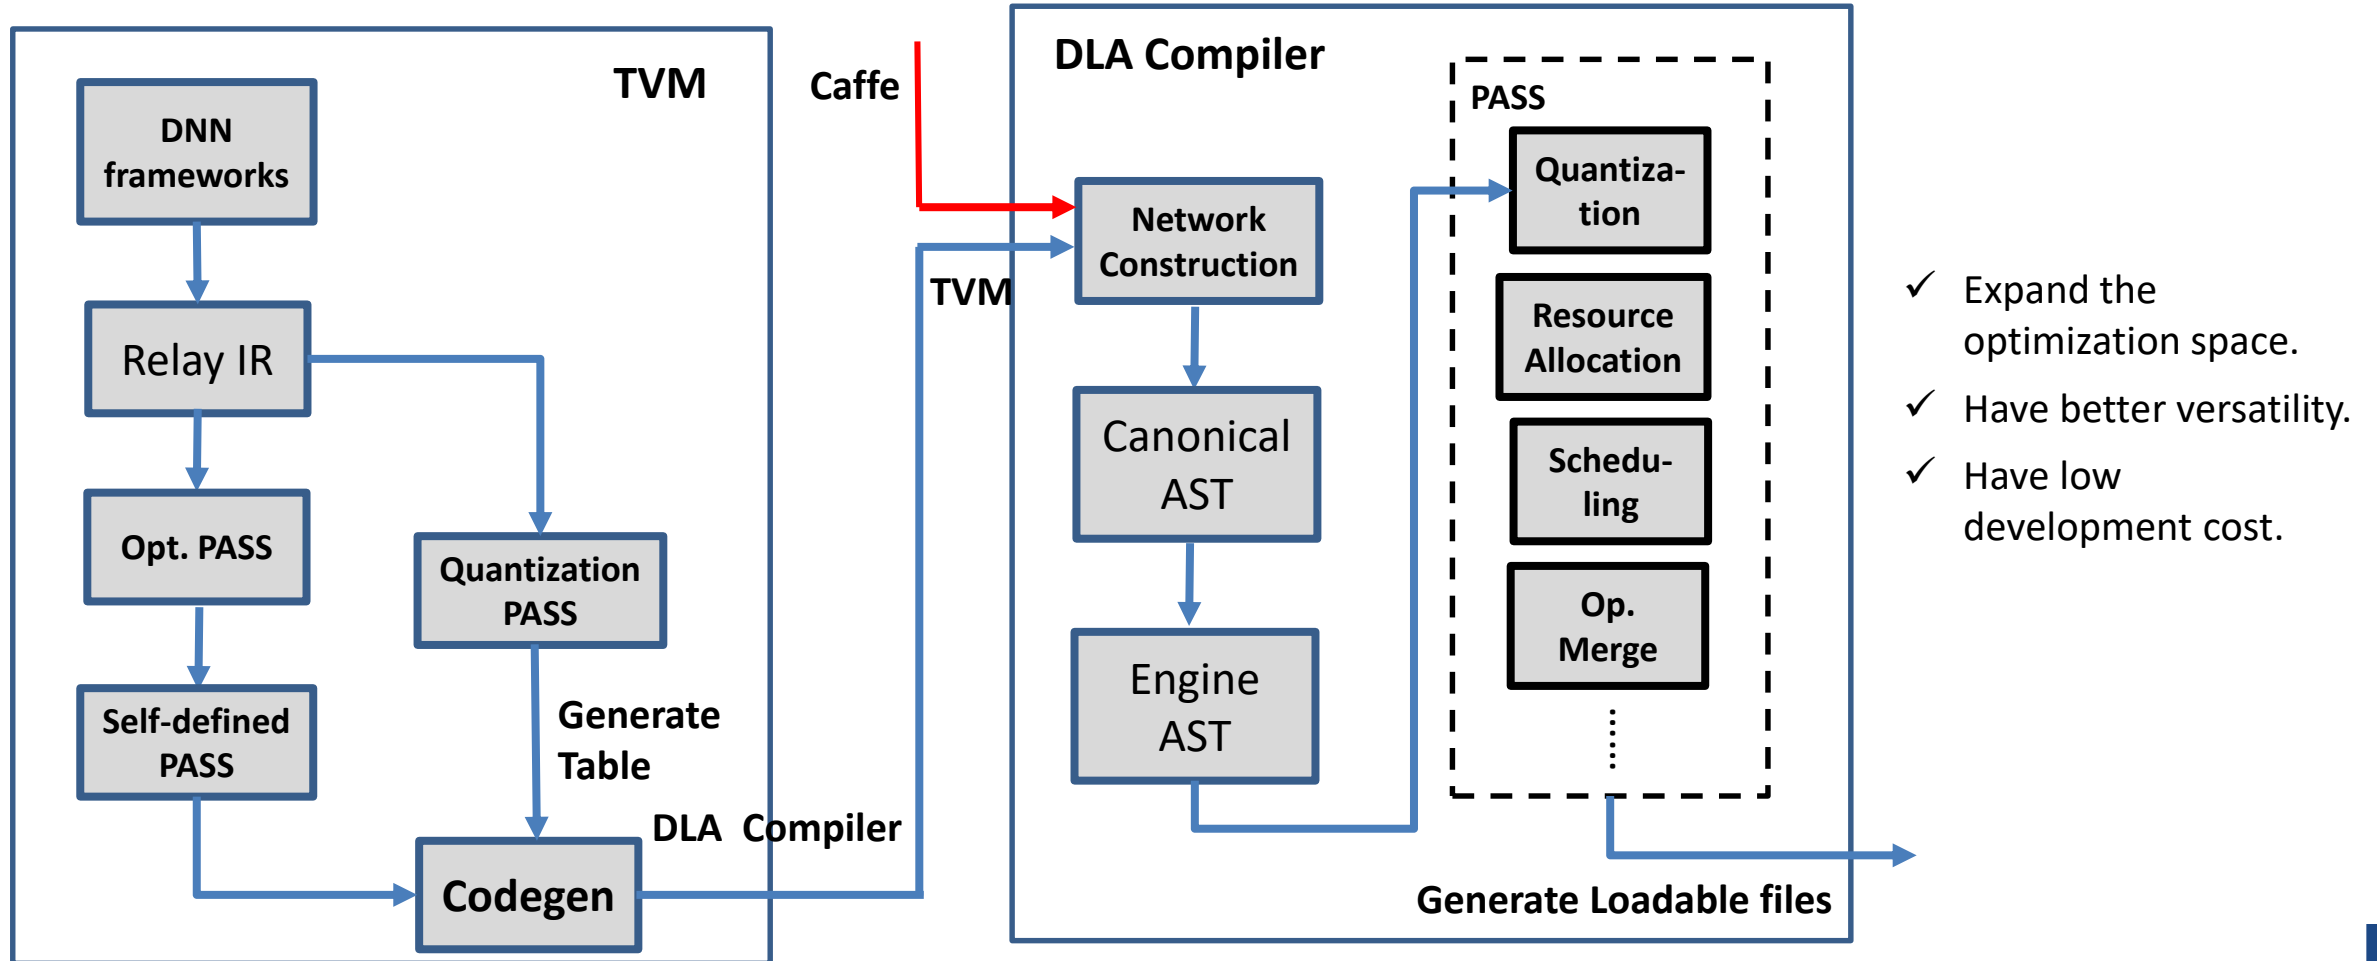 TVM
DNN
frameworks
Relay IR
Opt. PASS
Self-defined
PASS
Quantization
PASS
Generate
Table
Codegen
DLA  Compiler
Caffe
TVM
DLA Compiler
Network
Construction
Canonical
AST
Engine
AST
PASS
Quantiza-
tion
Resource
Allocation
Schedu-
ling
Op.
Merge
......
Generate Loadable files
✓ Expand the
optimization space.
✓ Have better versatility.
✓ Have low
development cost.